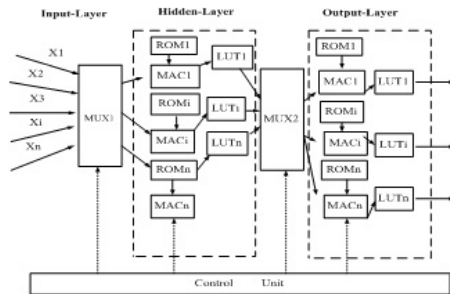 Input-Layer Hidden-Layer Output-Layer
X1
X2
X3
Xi
Xn
MUX1
ROM1
MAC1
LUT1
ROMi
MACi
LUTi
ROMn
LUTn
MACn
MUX2
ROM1
MAC1
LUT1
ROMi
MACi
LUTi
ROMn
MACn
LUTn
Control Unit